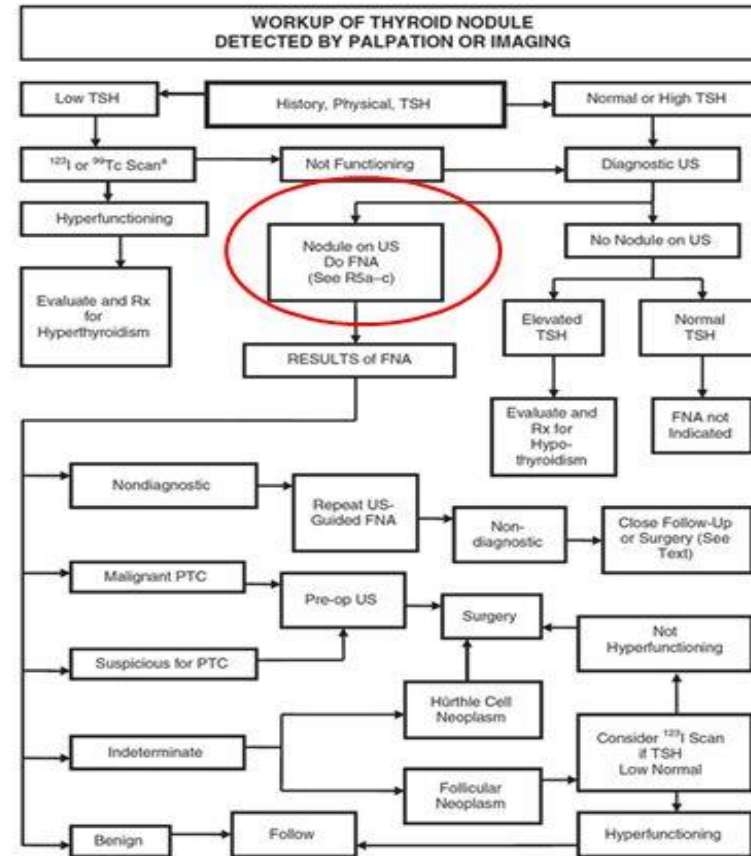 WORKUP OF THYROID NODULE
DETECTED BY PALPATION OR IMAGING
Low TSH
History, Physical, TSH
Normal or High TSH
¹²³I or ⁹⁹Tc Scanᵃ
Not Functioning
Diagnostic US
Hyperfunctioning
Nodule on US
Do FNA
(See R5a–c)
No Nodule on US
Evaluate and Rx
for
Hyperthyroidism
Elevated
TSH
Normal
TSH
RESULTS of FNA
Evaluate and
Rx for
Hypo-
thyroidism
FNA not
Indicated
Nondiagnostic
Repeat US-
Guided FNA
Non-
diagnostic
Close Follow-Up
or Surgery (See
Text)
Malignant PTC
Pre-op US
Surgery
Not
Hyperfunctioning
Suspicious for PTC
Hürthle Cell
Neoplasm
Indeterminate
Consider ¹²³I Scan
if TSH
Low Normal
Follicular
Neoplasm
Benign
Follow
Hyperfunctioning